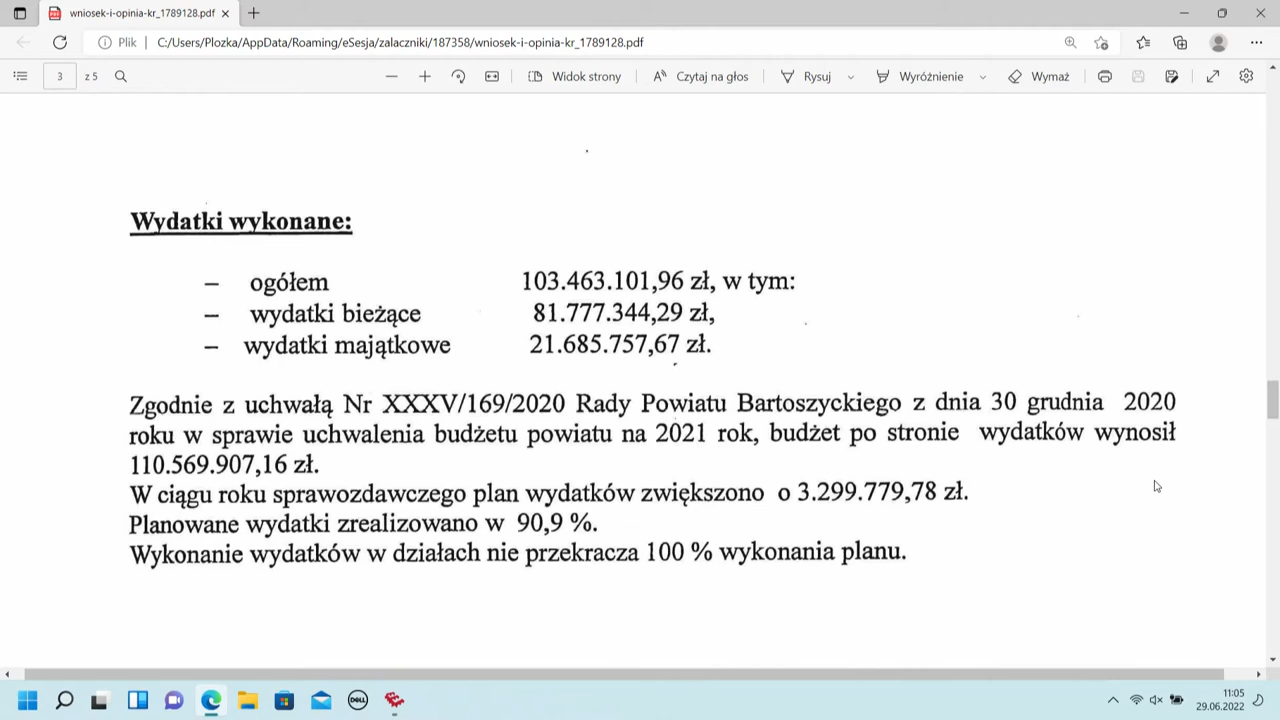 wniosek-i-opinia-kr_1789128.pdf
Plik | C:/Users/Plozka/AppData/Roaming/eSesja/zalaczniki/187358/wniosek-i-opinia-kr_1789128.pdf
3 z 5 Widok strony Czytaj na głos Rysuj Wyróżnienie Wymaż
Wydatki wykonane:
– ogółem 103.463.101,96 zł, w tym:
– wydatki bieżące 81.777.344,29 zł,
– wydatki majątkowe 21.685.757,67 zł.
Zgodnie z uchwałą Nr XXXV/169/2020 Rady Powiatu Bartoszyckiego z dnia 30 grudnia 2020
roku w sprawie uchwalenia budżetu powiatu na 2021 rok, budżet po stronie wydatków wynosił
110.569.907,16 zł.
W ciągu roku sprawozdawczego plan wydatków zwiększono o 3.299.779,78 zł.
Planowane wydatki zrealizowano w 90,9 %.
Wykonanie wydatków w działach nie przekracza 100 % wykonania planu.
DELL
11:05
29.06.2022